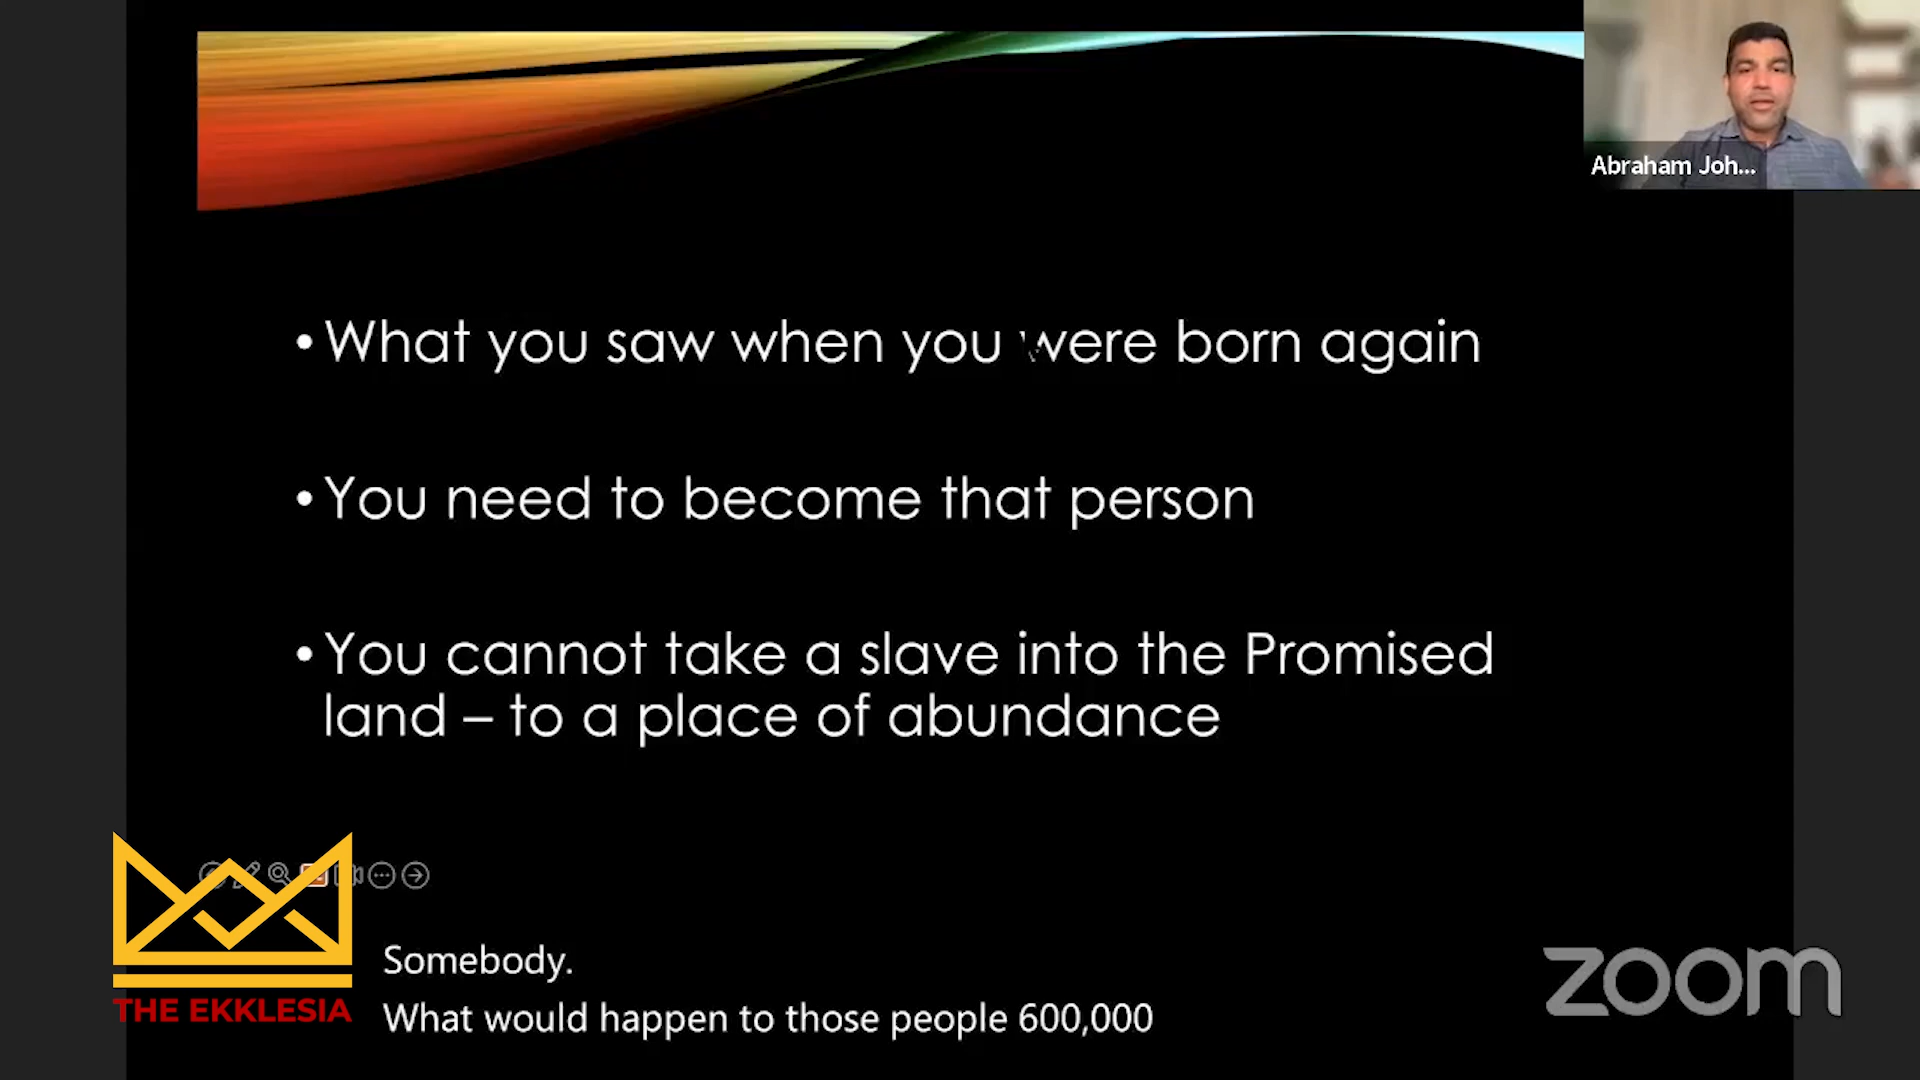 Abraham Joh...
• What you saw when you were born again
• You need to become that person
• You cannot take a slave into the Promised
land – to a place of abundance
THE EKKLESIA
Somebody.
What would happen to those people 600,000
zoom